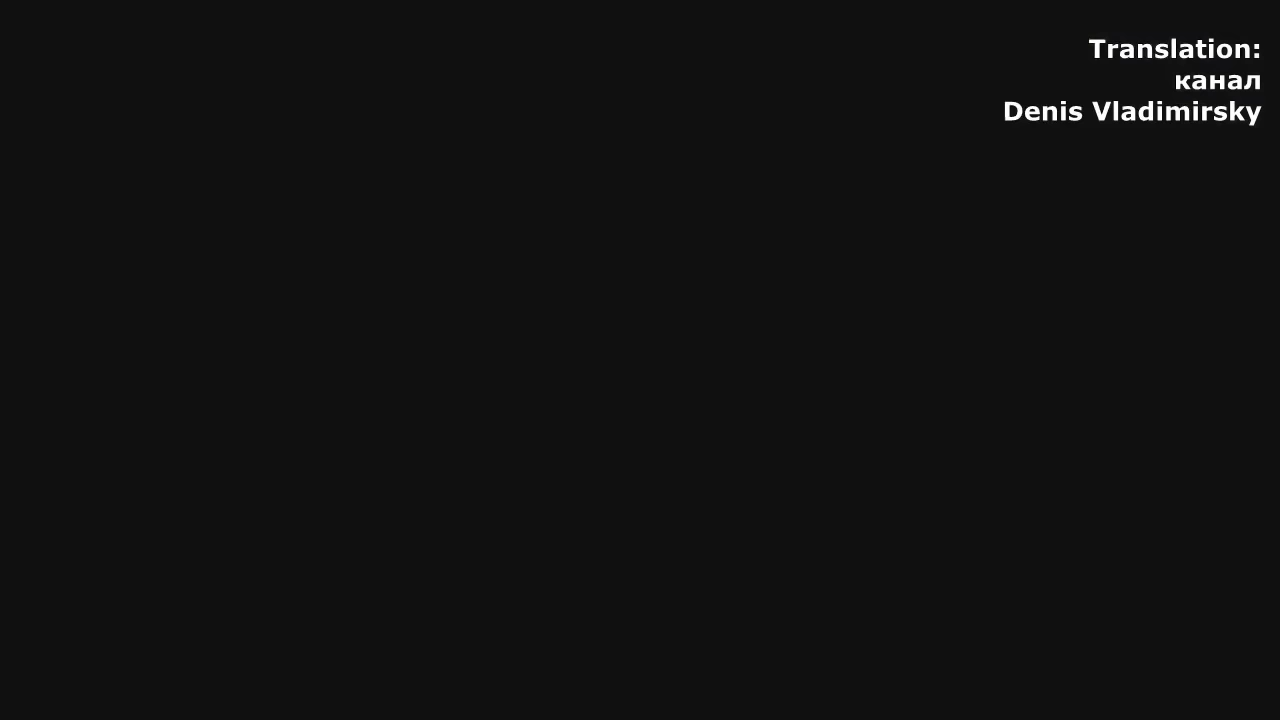 Translation:
канал
Denis Vladimirsky